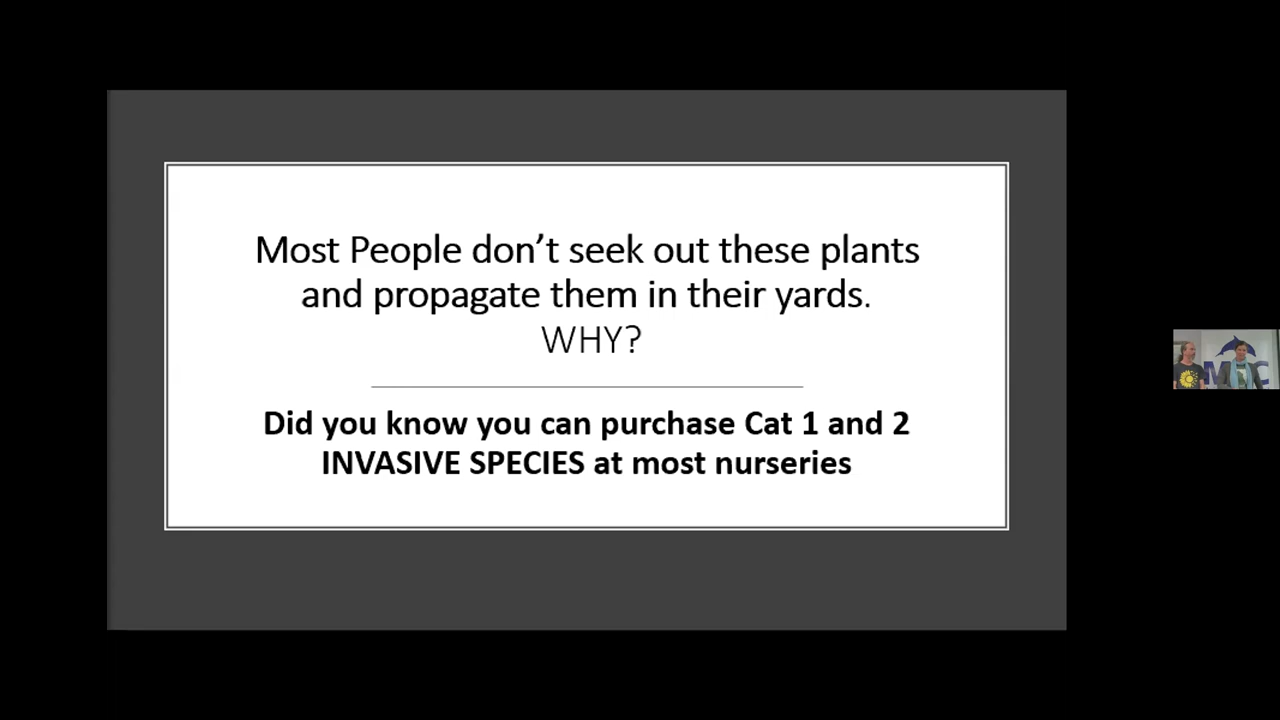 Most People don’t seek out these plants
and propagate them in their yards.
WHY?
Did you know you can purchase Cat 1 and 2
INVASIVE SPECIES at most nurseries